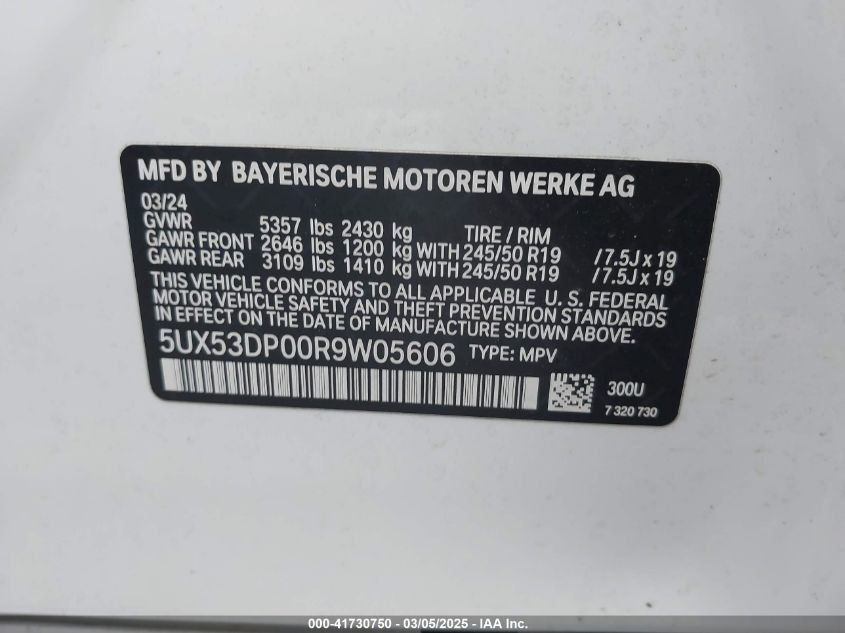 MFD BY BAYERISCHE MOTOREN WERKE AG
03/24
GVWR 5357 lbs 2430 kg TIRE / RIM
GAWR FRONT 2646 lbs 1200 kg WITH 245/50 R19 /7.5J x 19
GAWR REAR 3109 lbs 1410 kg WITH 245/50 R19 /7.5J x 19
THIS VEHICLE CONFORMS TO ALL APPLICABLE U. S. FEDERAL
MOTOR VEHICLE SAFETY AND THEFT PREVENTION STANDARDS
IN EFFECT ON THE DATE OF MANUFACTURE SHOWN ABOVE.
5UX53DP00R9W05606 TYPE: MPV
300U
7 320 730
000-41730750 - 03/05/2025 - IAA Inc.